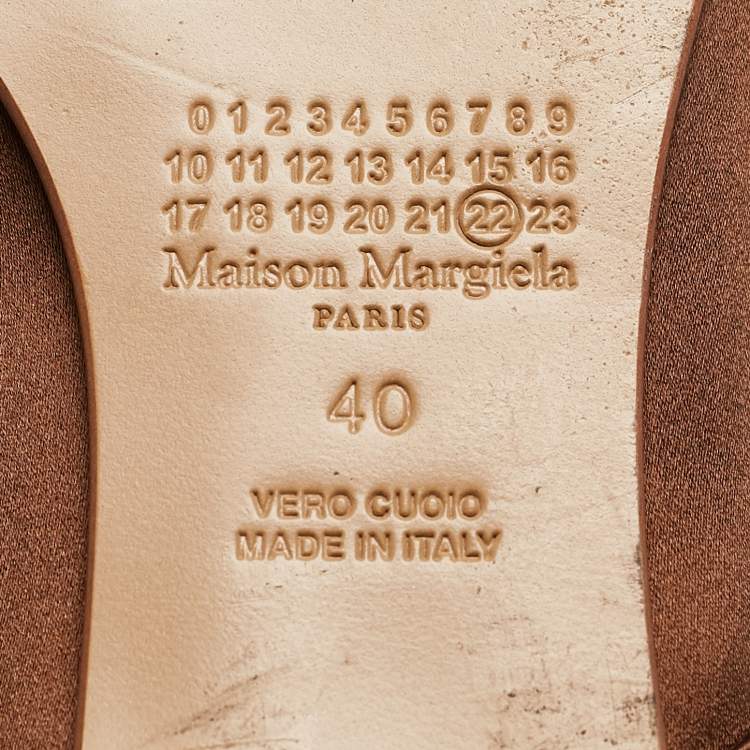 0 1 2 3 4 5 6 7 8 9
10 11 12 13 14 15 16
17 18 19 20 21 22 23
Maison Margiela
PARIS
40
VERO CUOIO
MADE IN ITALY